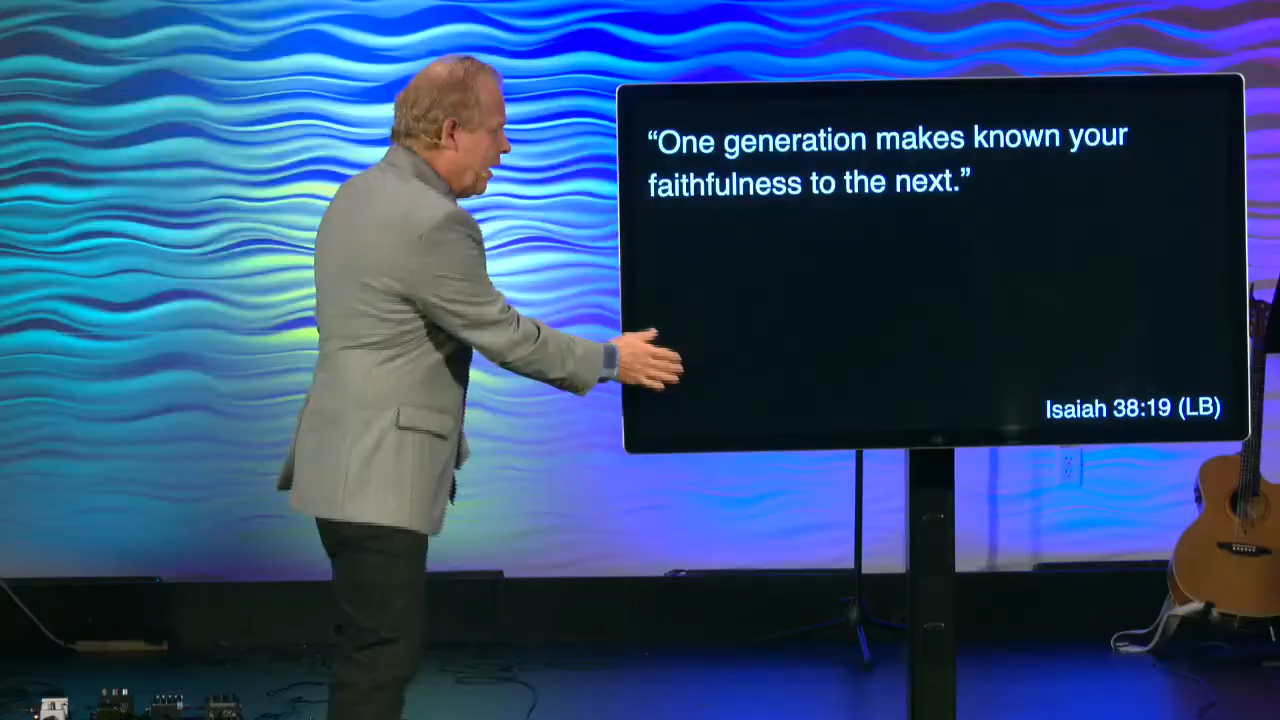 “One generation makes known your
faithfulness to the next.”
Isaiah 38:19 (LB)